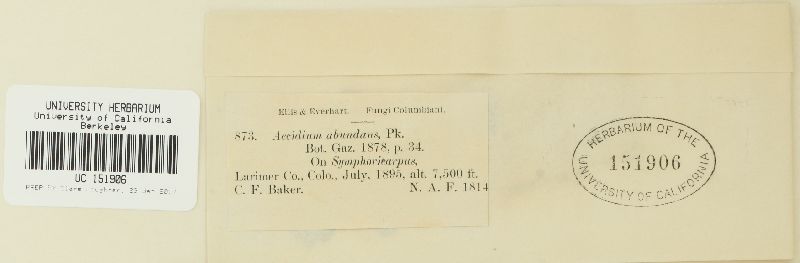 UNIVERSITY HERBARIUM
University of California
Berkeley
UC 151906
Ellis & Everhart. Fungi Columbiani.
873. Aecidium abundans, Pk.
Bot. Gaz. 1878, p. 34.
On Symphoricarpus,
Larimer Co., Colo., July, 1895, alt. 7,500 ft.
C. F. Baker. N. A. F. 1814
HERBARIUM OF THE
151906
UNIVERSITY OF CALIFORNIA